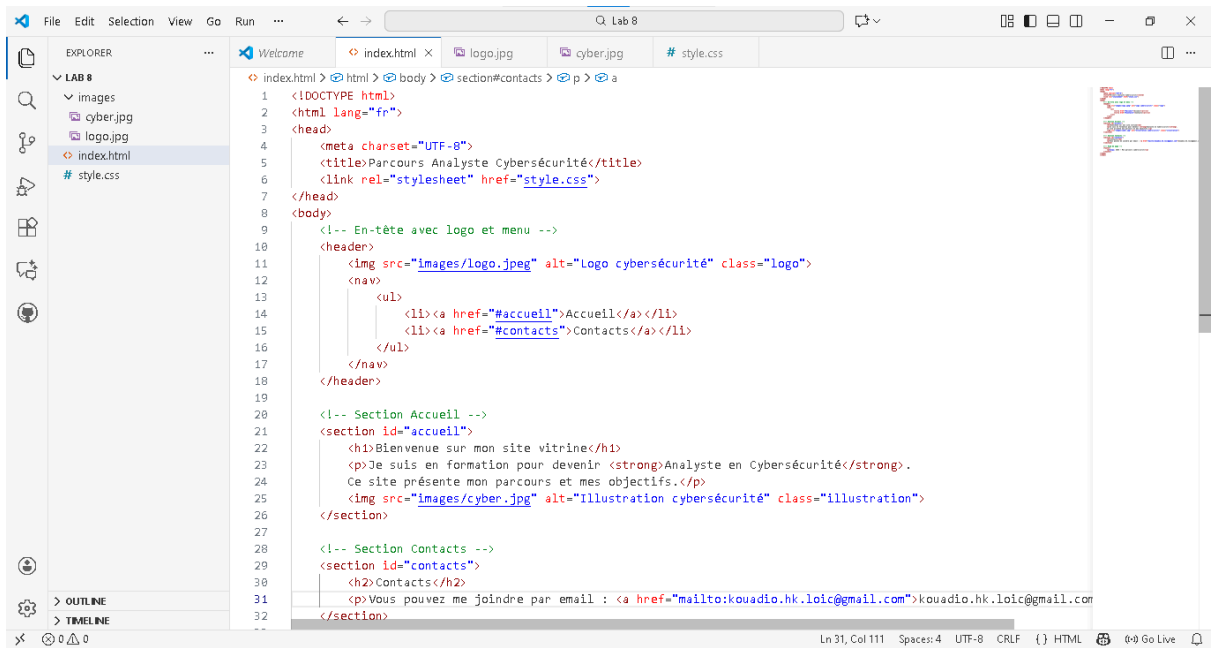 File Edit Selection View Go Run ··· ← → Lab 8
EXPLORER ···
LAB 8
images
cyber.jpg
logo.jpg
index.html
style.css
OUTLINE
TIMELINE
Welcome index.html × logo.jpg cyber.jpg style.css ···
index.html > html > body > section#contacts > p > a
1 <!DOCTYPE html>
2 <html lang="fr">
3 <head>
4 <meta charset="UTF-8">
5 <title>Parcours Analyste Cybersécurité</title>
6 <link rel="stylesheet" href="style.css">
7 </head>
8 <body>
9 <!-- En-tête avec logo et menu -->
10 <header>
11 <img src="images/logo.jpeg" alt="Logo cybersécurité" class="logo">
12 <nav>
13 <ul>
14 <li><a href="#accueil">Accueil</a></li>
15 <li><a href="#contacts">Contacts</a></li>
16 </ul>
17 </nav>
18 </header>
19
20 <!-- Section Accueil -->
21 <section id="accueil">
22 <h1>Bienvenue sur mon site vitrine</h1>
23 <p>Je suis en formation pour devenir <strong>Analyste en Cybersécurité</strong>.
24 Ce site présente mon parcours et mes objectifs.</p>
25 <img src="images/cyber.jpg" alt="Illustration cybersécurité" class="illustration">
26 </section>
27
28 <!-- Section Contacts -->
29 <section id="contacts">
30 <h2>Contacts</h2>
31 <p>Vous pouvez me joindre par email : <a href="mailto:kouadio.hk.loic@gmail.com">kouadio.hk.loic@gmail.com
32 </section>
0 0 Ln 31, Col 111 Spaces: 4 UTF-8 CRLF {} HTML Go Live